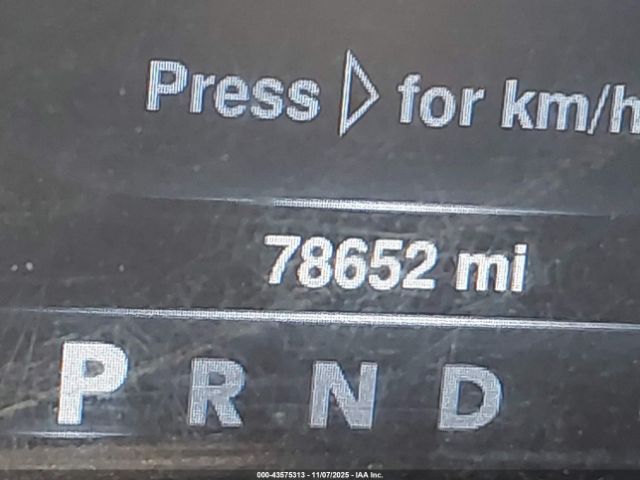 Press ▷ for km/h
78652 mi
P R N D
000-43575313 - 11/07/2025 - IAA Inc.